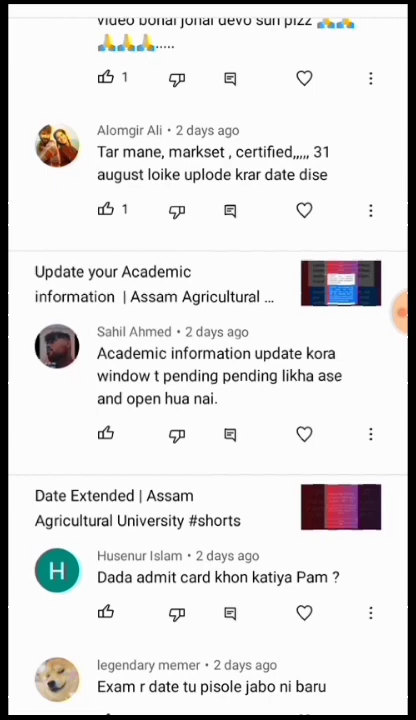 video bonai jonai devo sun pizz 🙏🙏
🙏🙏🙏.....
1
Alomgir Ali • 2 days ago
Tar mane, markset , certified,,,,, 31
august loike uplode krar date dise
1
Update your Academic
information | Assam Agricultural ...
Sahil Ahmed • 2 days ago
Academic information update kora
window t pending pending likha ase
and open hua nai.
Date Extended | Assam
Agricultural University #shorts
Husenur Islam • 2 days ago
H
Dada admit card khon katiya Pam ?
legendary memer • 2 days ago
Exam r date tu pisole jabo ni baru